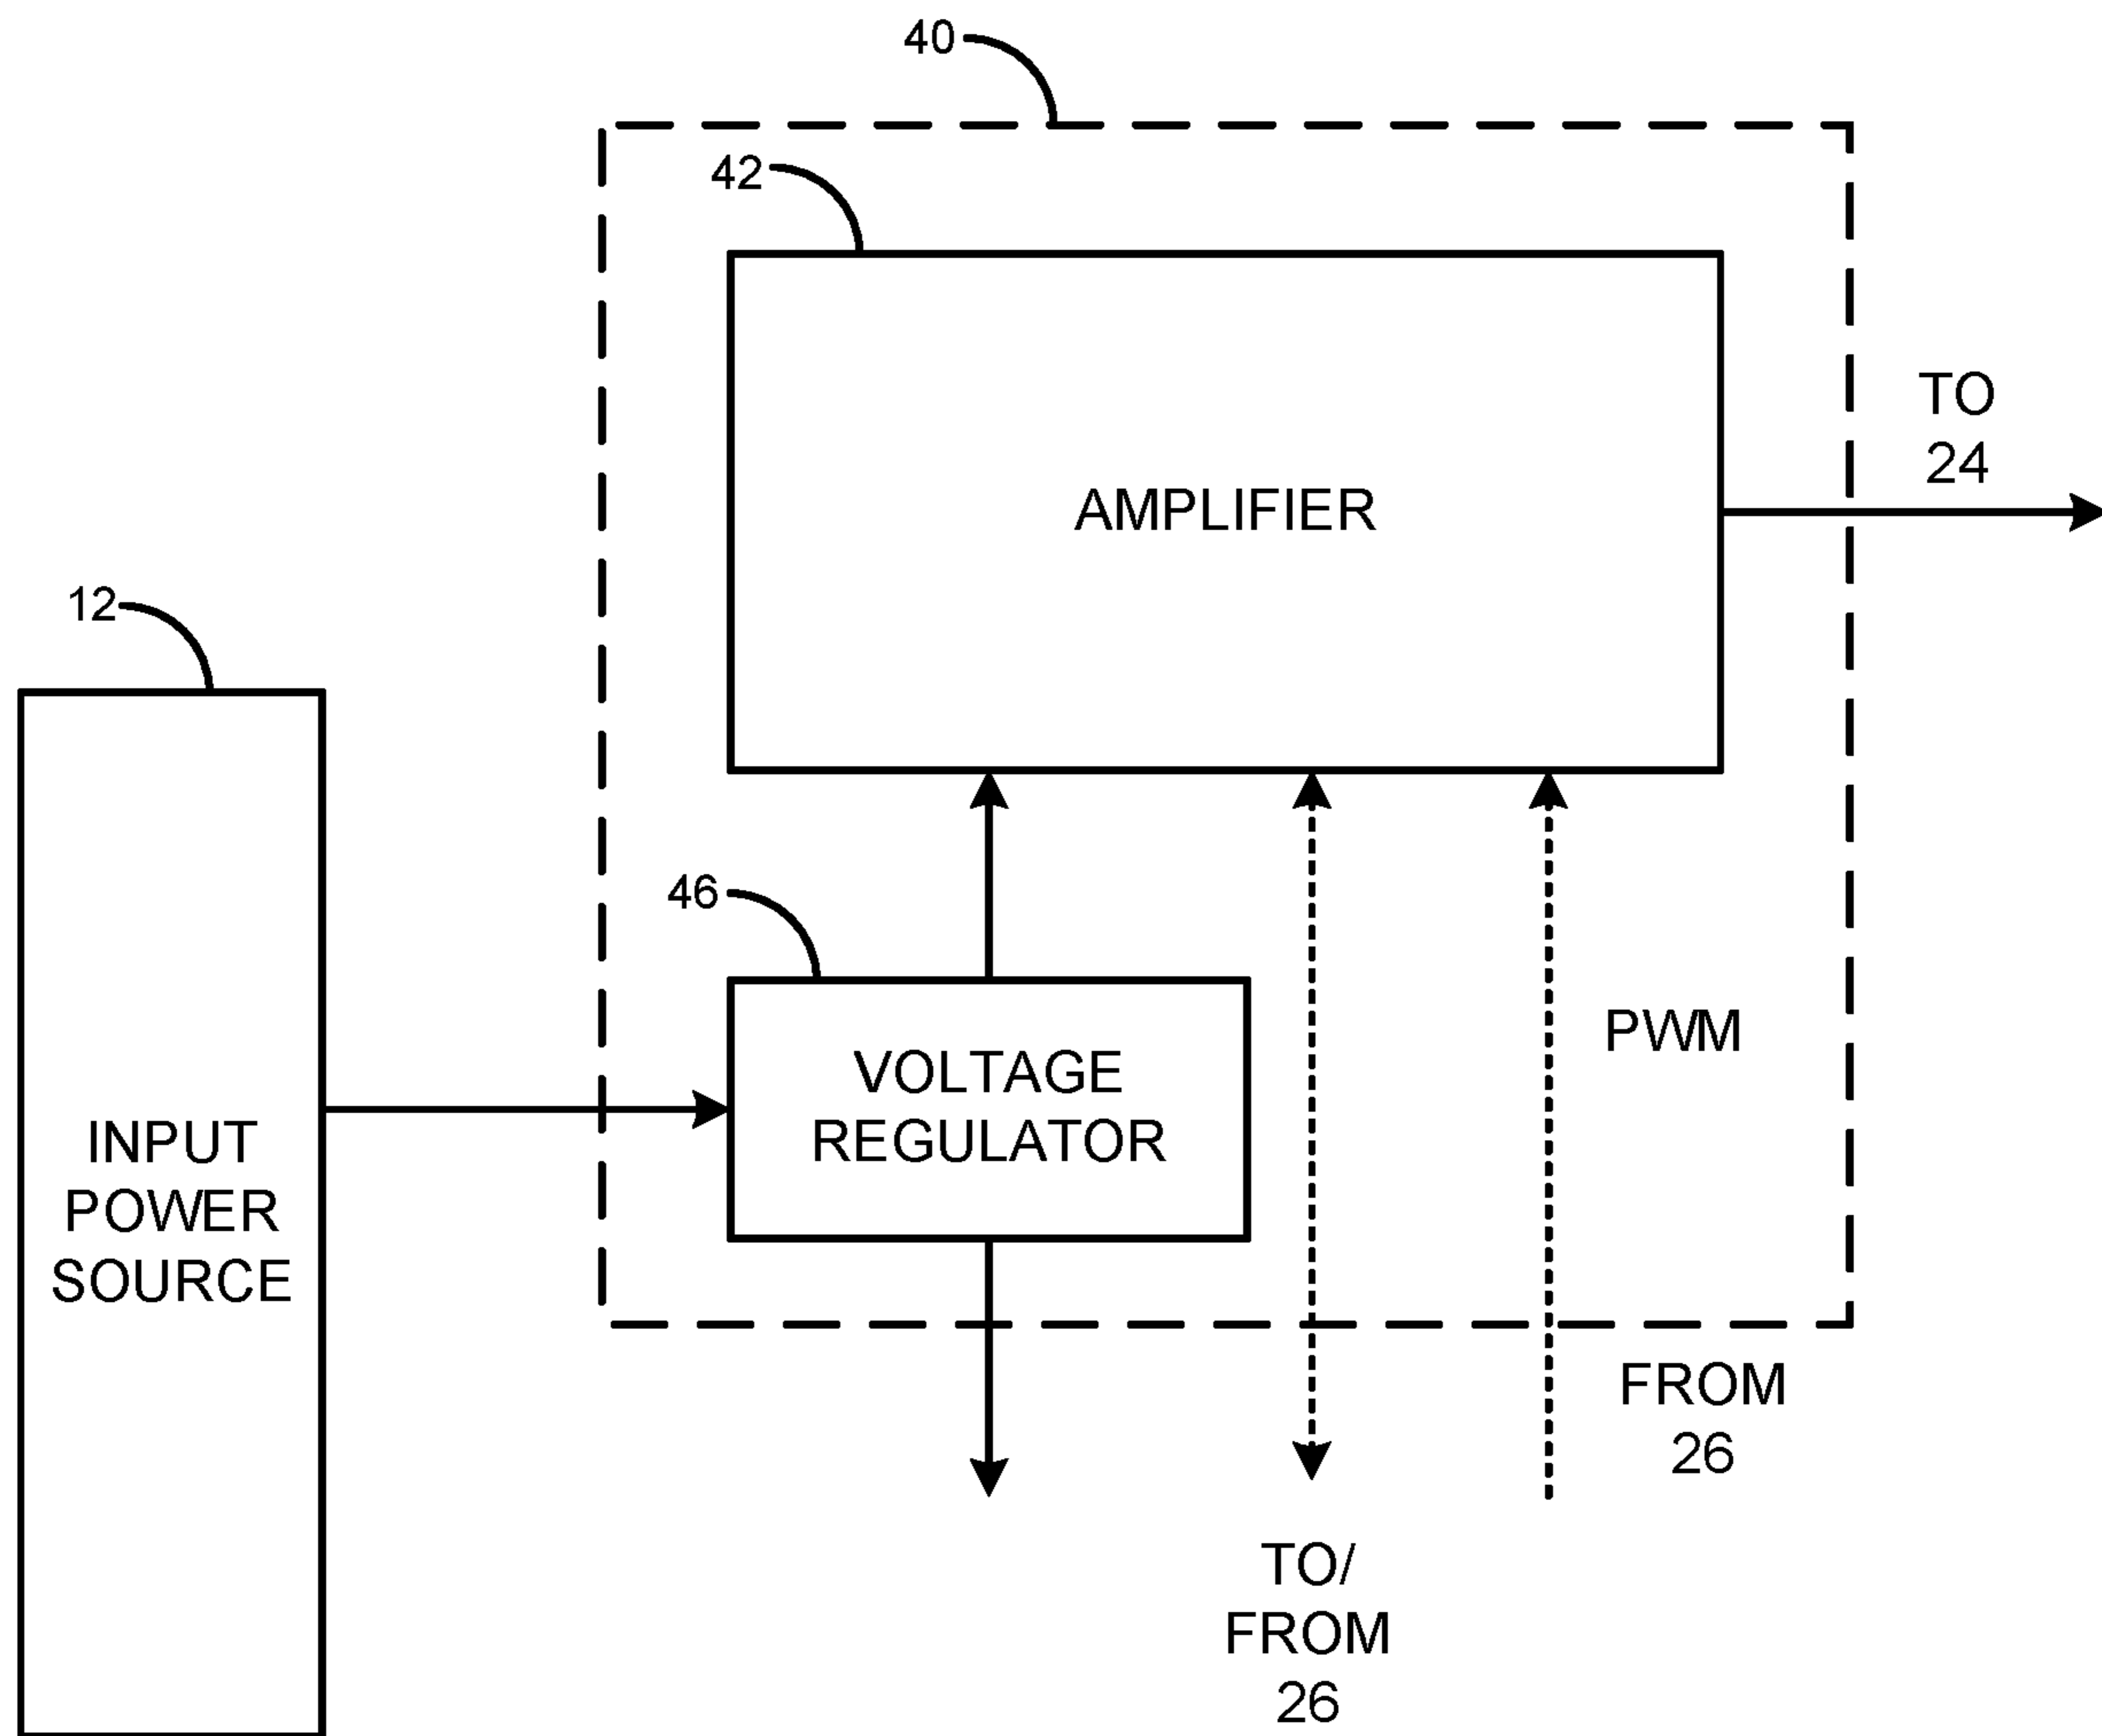 40
42
AMPLIFIER
TO
24
12
46
VOLTAGE
REGULATOR
PWM
INPUT
POWER
SOURCE
FROM
26
TO/
FROM
26